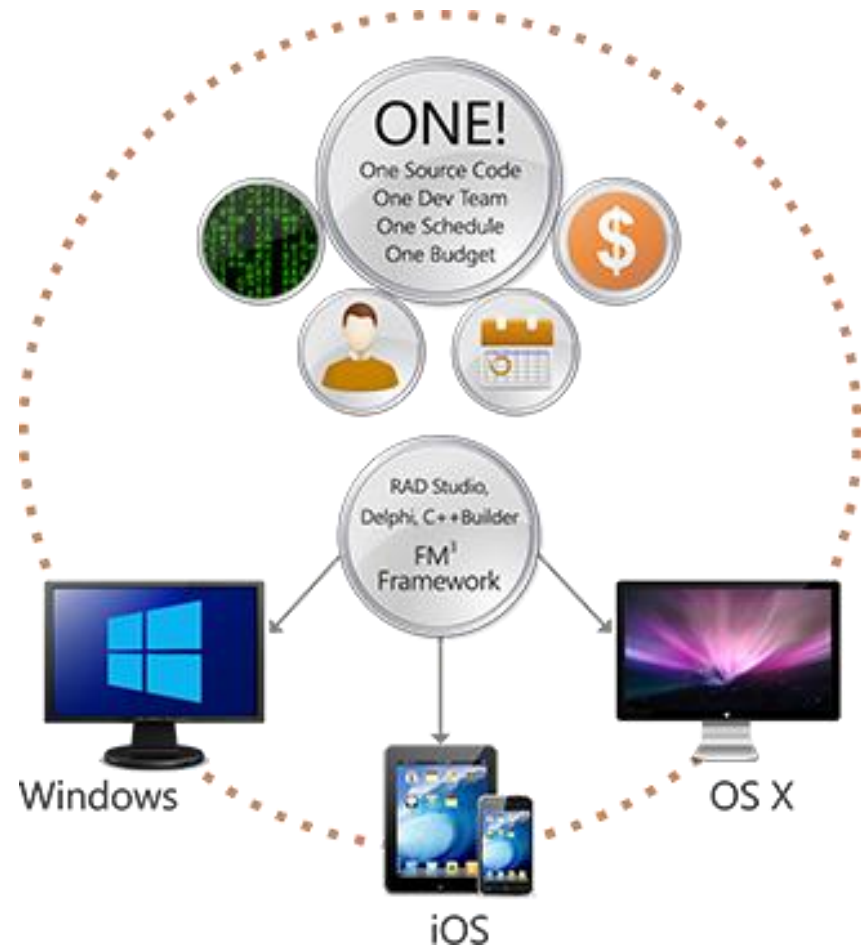 ONE!
One Source Code
One Dev Team
One Schedule
One Budget
$
RAD Studio,
Delphi, C++Builder
FM³
Framework
Windows
OS X
iOS